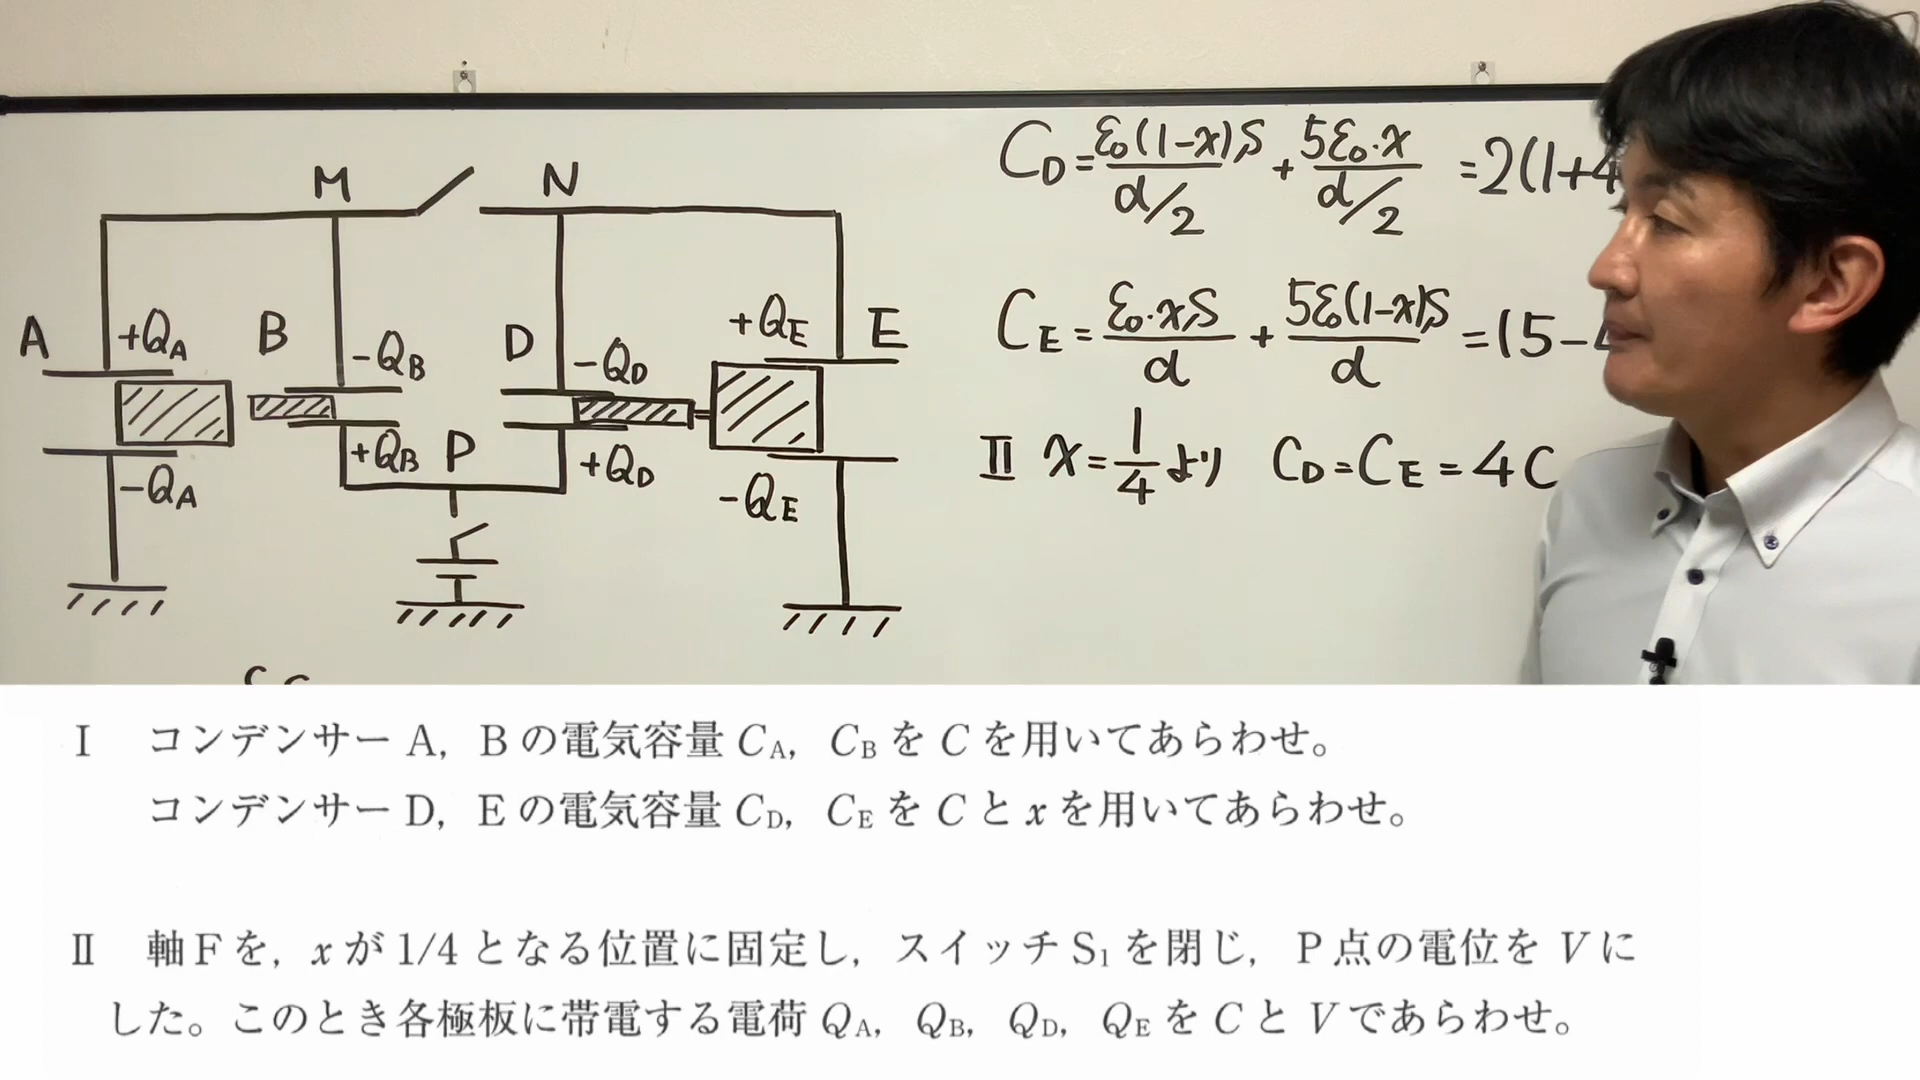 M
N
A
+QA
B
-QB
D
-QD
+QE
E
-QA
+QB
P
+QD
-QE
CD = ε0(1-x)S / d/2 + 5ε0·x / d/2 = 2(1+4
CE = ε0·xS / d + 5ε0(1-x)S / d = (5-
Ⅱ x = 1/4 より CD = CE = 4C
Ⅰ コンデンサー A, B の電気容量 CA, CB を C を用いてあらわせ。
コンデンサー D, E の電気容量 CD, CE を C と x を用いてあらわせ。
Ⅱ 軸 F を, x が 1/4 となる位置に固定し, スイッチ S1 を閉じ, P 点の電位を V に
した。このとき各極板に帯電する電荷 QA, QB, QD, QE を C と V であらわせ。